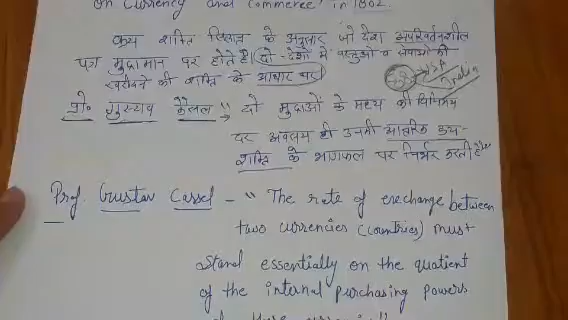 on Currency and Commerce" in 1802.
क्रय शक्ति सिद्धान्त के अनुसार जो देश अपरिवर्तनशील
पत्र मुद्रामान पर होते हैं। दो देशों में वस्तुओं व सेवाओं को
खरीदने की शक्ति के आधार पर India
प्रो० गुस्टाव कैसल :- दो मुद्राओं के मध्य की विनिमय
दर अवश्य ही उनकी आंतरिक क्रय
शक्ति के भागफल पर निर्भर करती है
Prof. Gustav Cassel - "The rate of exchange between
two currencies (countries) must
stand essentially on the quotient
of the internal purchasing powers